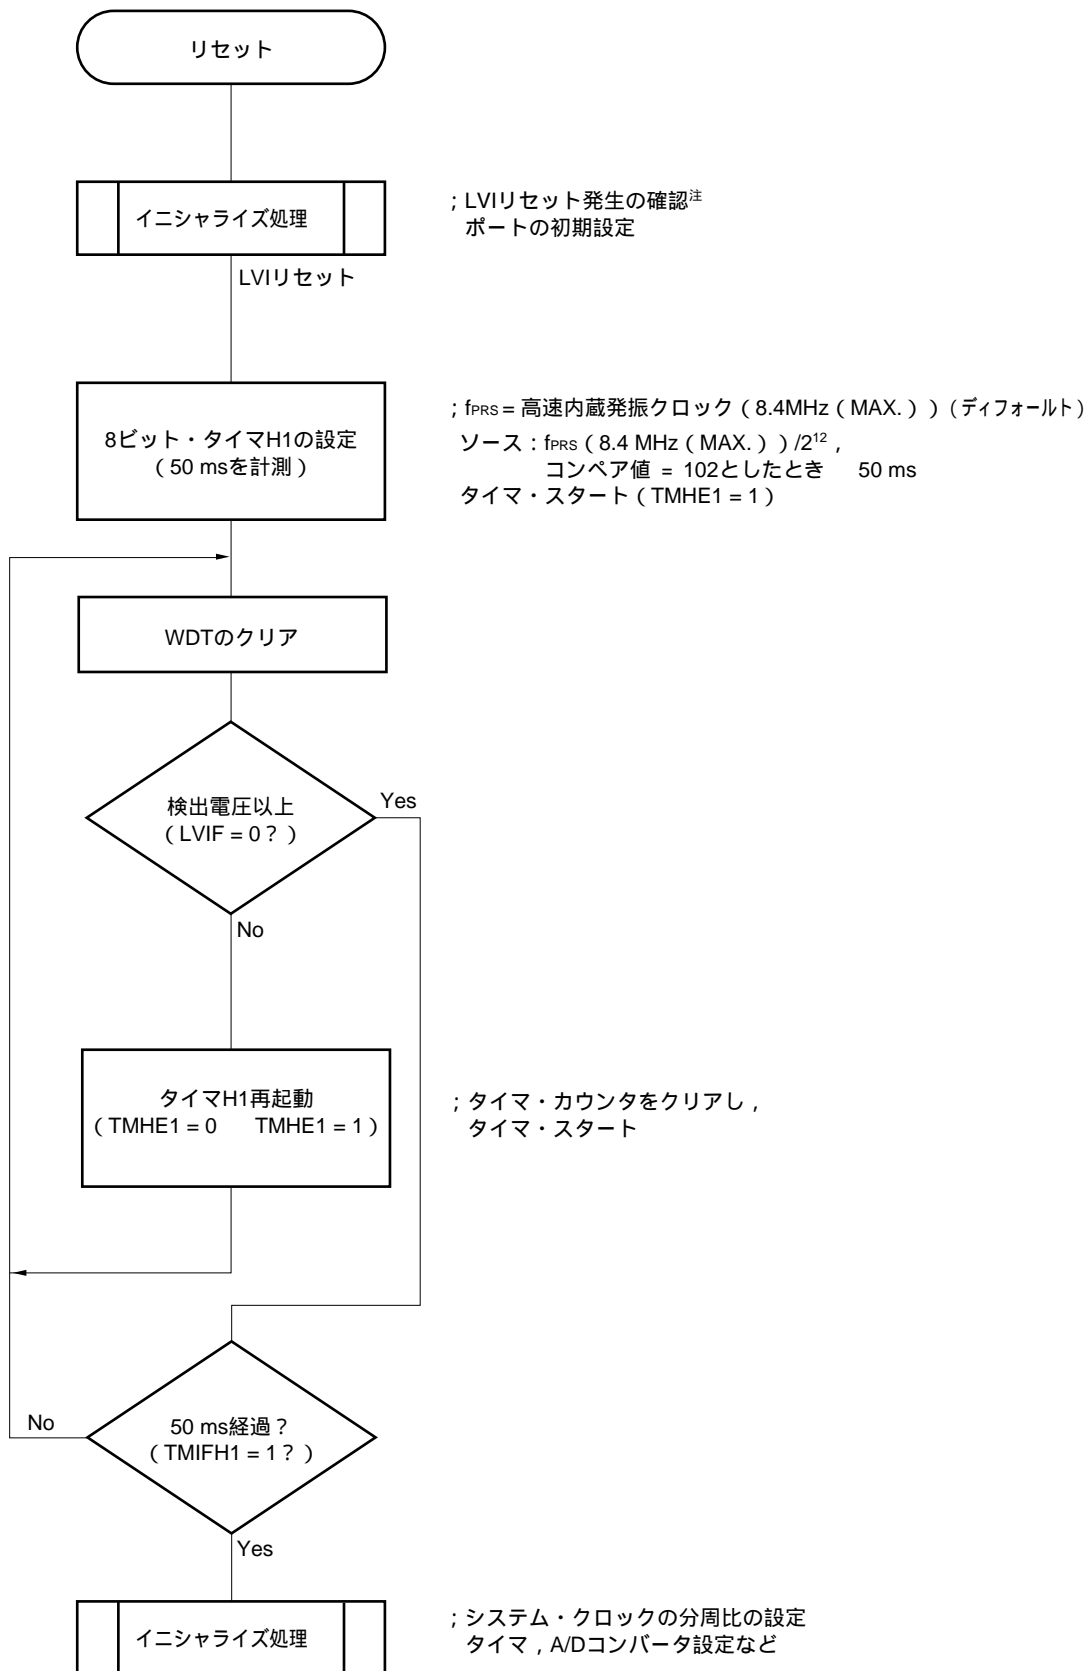 リセット
イニシャライズ処理
;LVIリセット発生の確認注
ポートの初期設定
LVIリセット
8ビット・タイマH1の設定
(50 msを計測)
;fPRS = 高速内蔵発振クロック(8.4MHz(MAX.))(ディフォールト)
ソース:fPRS(8.4 MHz(MAX.))/2¹²,
コンペア値 = 102としたとき 50 ms
タイマ・スタート(TMHE1 = 1)
WDTのクリア
検出電圧以上
(LVIF = 0?)
Yes
No
タイマH1再起動
(TMHE1 = 0 TMHE1 = 1)
;タイマ・カウンタをクリアし,
タイマ・スタート
50 ms経過?
(TMIFH1 = 1?)
No
Yes
イニシャライズ処理
;システム・クロックの分周比の設定
タイマ,A/Dコンバータ設定など